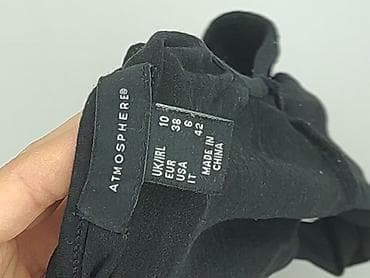 ATMOSPHERE®
UK/IRL 10
EUR 38
USA 6
IT 42
MADE IN
CHINA